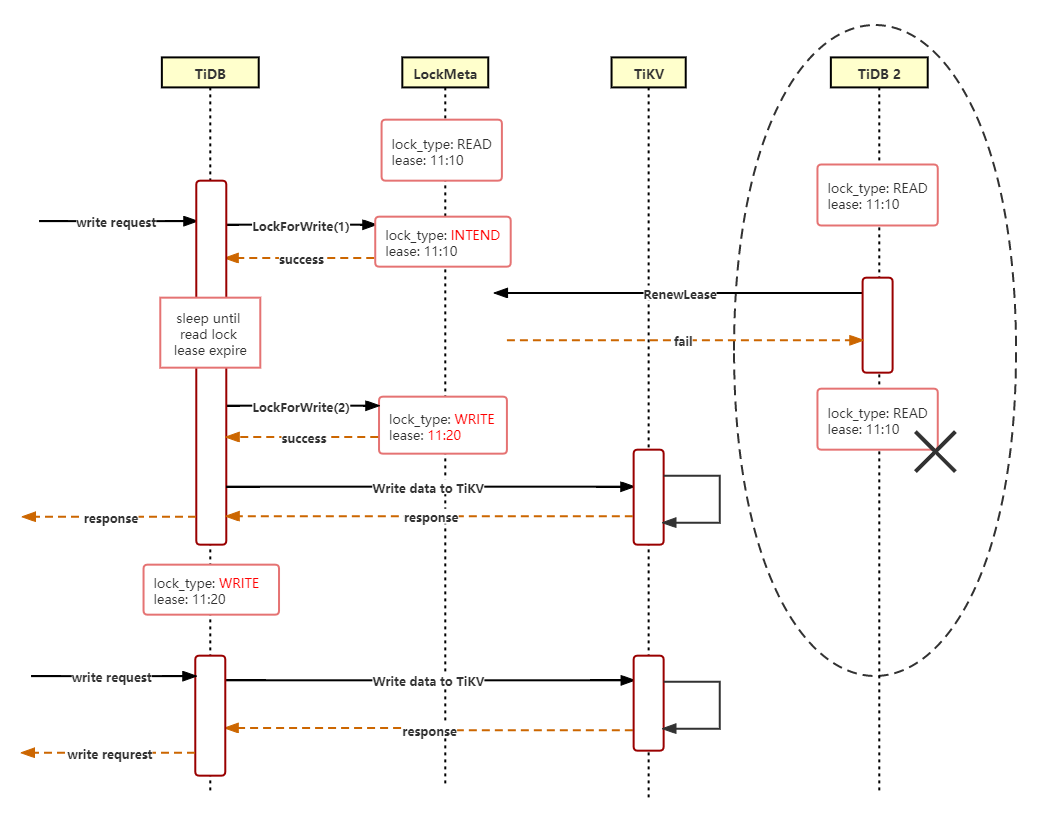 TiDB
LockMeta
TiKV
TiDB 2
lock_type: READ
lease: 11:10
lock_type: READ
lease: 11:10
write request
LockForWrite(1)
lock_type: INTEND
lease: 11:10
success
RenewLease
sleep until
read lock
lease expire
fail
LockForWrite(2)
lock_type: WRITE
lease: 11:20
lock_type: READ
lease: 11:10
success
Write data to TiKV
response
response
lock_type: WRITE
lease: 11:20
write request
Write data to TiKV
response
write requrest